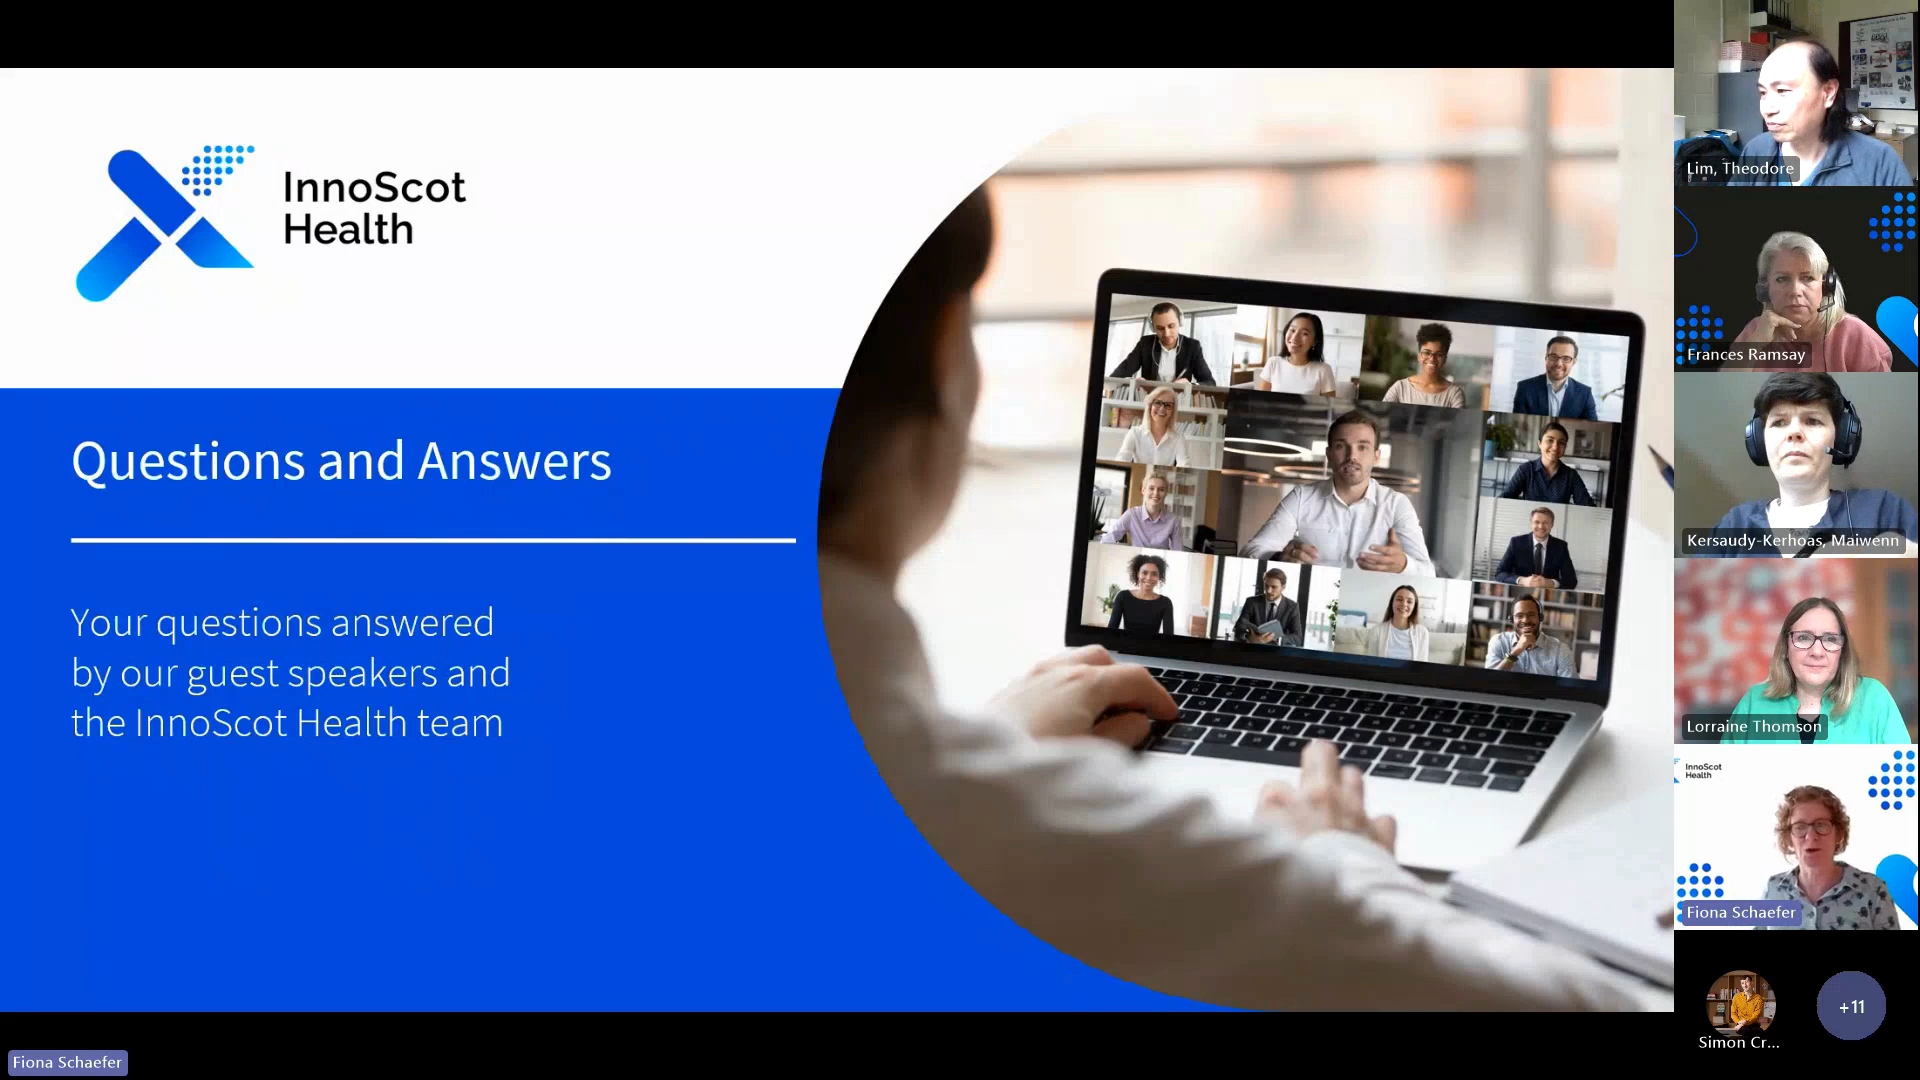 InnoScot
Health
Questions and Answers
Your questions answered
by our guest speakers and
the InnoScot Health team
Lim, Theodore
Frances Ramsay
Kersaudy-Kerhoas, Maiwenn
Lorraine Thomson
InnoScot
Health
Fiona Schaefer
Simon Cr...
+11
Fiona Schaefer